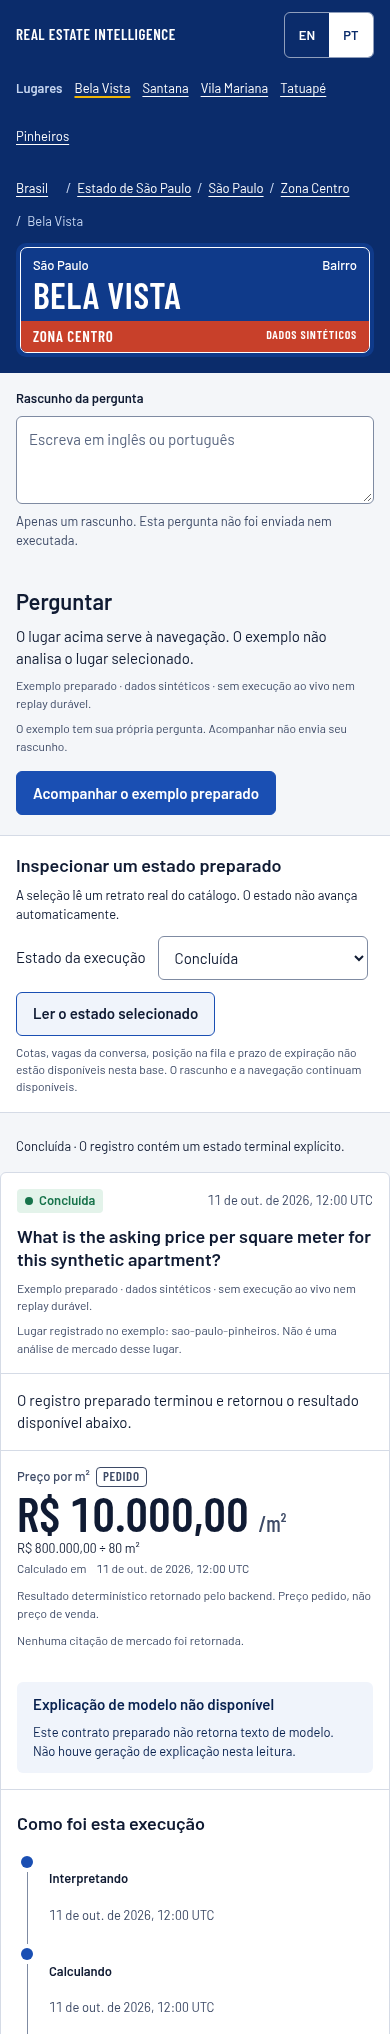 REAL ESTATE INTELLIGENCE
EN PT
Lugares Bela Vista Santana Vila Mariana Tatuapé
Pinheiros
Brasil / Estado de São Paulo / São Paulo / Zona Centro
/ Bela Vista
São Paulo Bairro
BELA VISTA
ZONA CENTRO DADOS SINTÉTICOS
Rascunho da pergunta
Escreva em inglês ou português
Apenas um rascunho. Esta pergunta não foi enviada nem
executada.
Perguntar
O lugar acima serve à navegação. O exemplo não
analisa o lugar selecionado.
Exemplo preparado · dados sintéticos · sem execução ao vivo nem
replay durável.
O exemplo tem sua própria pergunta. Acompanhar não envia seu
rascunho.
Acompanhar o exemplo preparado
Inspecionar um estado preparado
A seleção lê um retrato real do catálogo. O estado não avança
automaticamente.
Estado da execução Concluída
Ler o estado selecionado
Cotas, vagas da conversa, posição na fila e prazo de expiração não
estão disponíveis nesta base. O rascunho e a navegação continuam
disponíveis.
Concluída · O registro contém um estado terminal explícito.
Concluída 11 de out. de 2026, 12:00 UTC
What is the asking price per square meter for
this synthetic apartment?
Exemplo preparado · dados sintéticos · sem execução ao vivo nem
replay durável.
Lugar registrado no exemplo: sao-paulo-pinheiros. Não é uma
análise de mercado desse lugar.
O registro preparado terminou e retornou o resultado
disponível abaixo.
Preço por m² PEDIDO
R$ 10.000,00 /m²
R$ 800.000,00 ÷ 80 m²
Calculado em 11 de out. de 2026, 12:00 UTC
Resultado determinístico retornado pelo backend. Preço pedido, não
preço de venda.
Nenhuma citação de mercado foi retornada.
Explicação de modelo não disponível
Este contrato preparado não retorna texto de modelo.
Não houve geração de explicação nesta leitura.
Como foi esta execução
Interpretando
11 de out. de 2026, 12:00 UTC
Calculando
11 de out. de 2026, 12:00 UTC